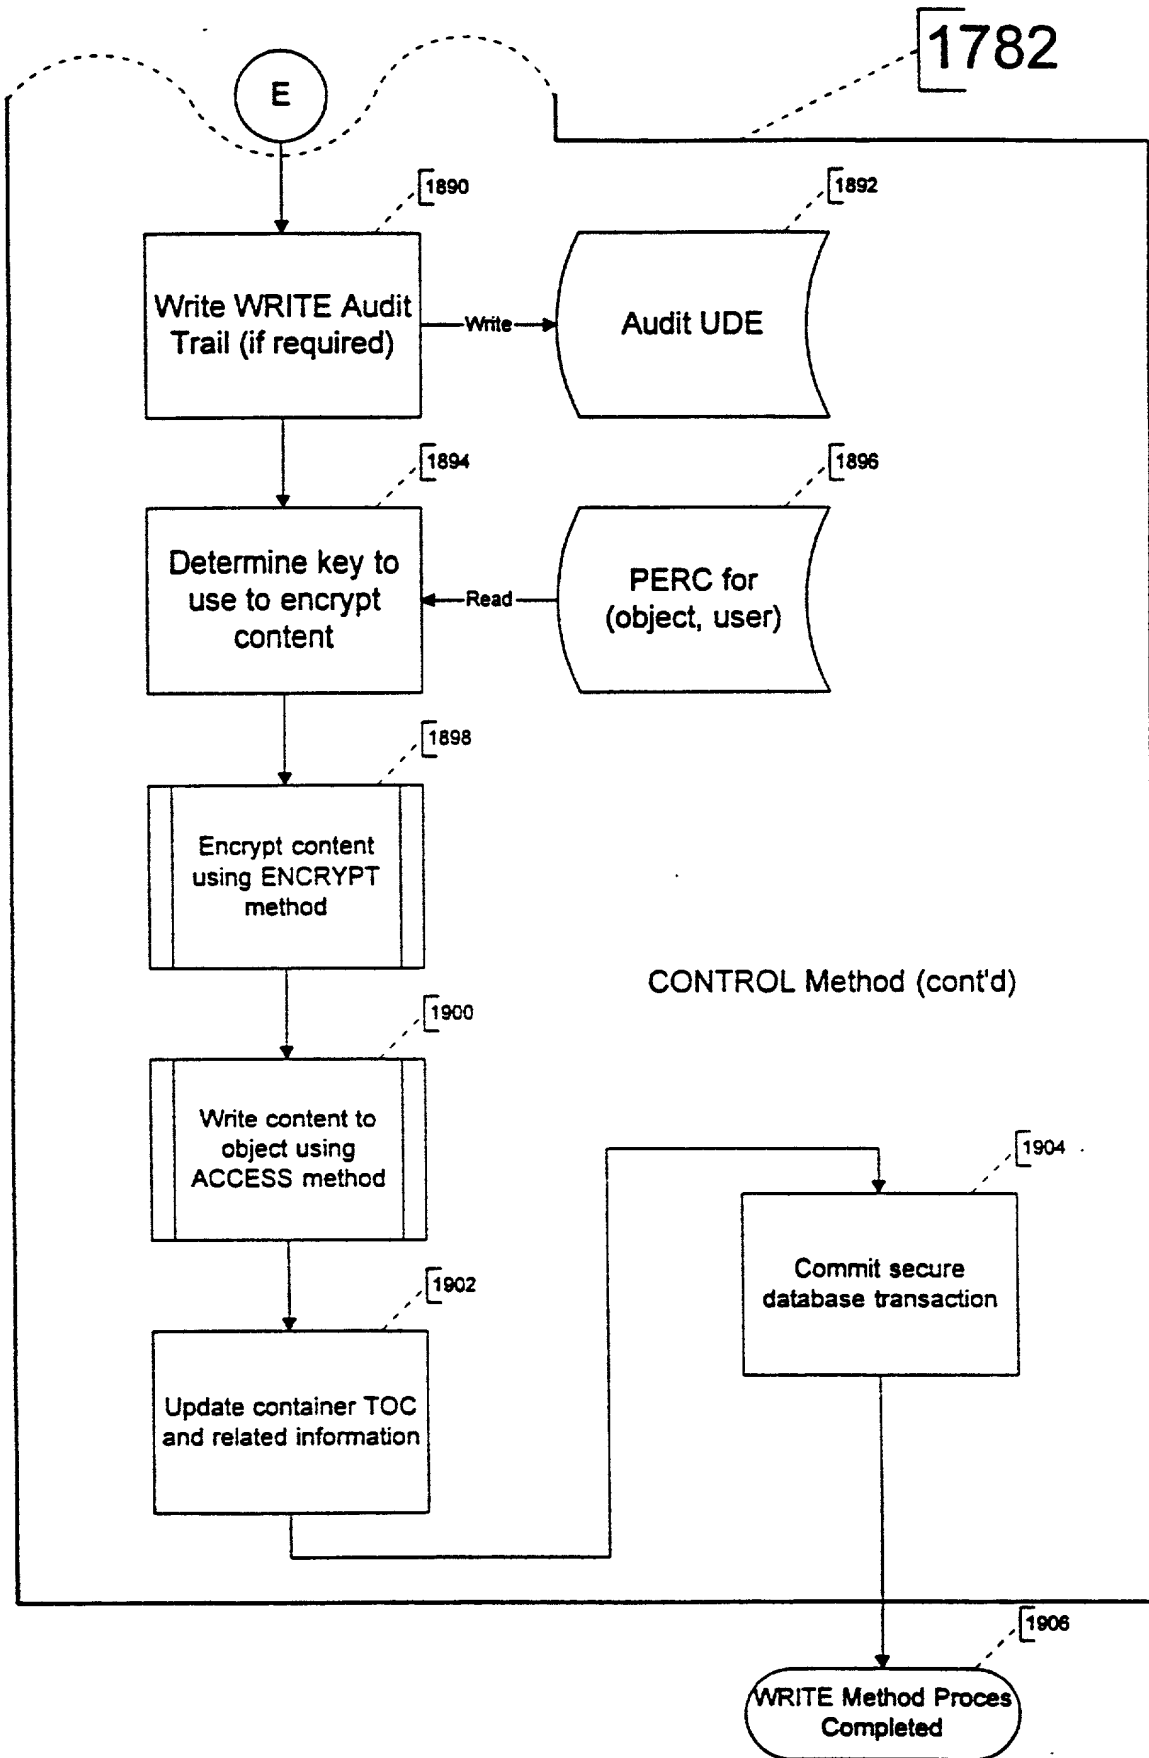 1782
E
1890
1892
Write WRITE Audit
Trail (if required)
Write
Audit UDE
1894
1896
Determine key to
use to encrypt
content
Read
PERC for
(object, user)
1898
Encrypt content
using ENCRYPT
method
CONTROL Method (cont'd)
1900
Write content to
object using
ACCESS method
1904
Commit secure
database transaction
1902
Update container TOC
and related information
1906
WRITE Method Proces
Completed